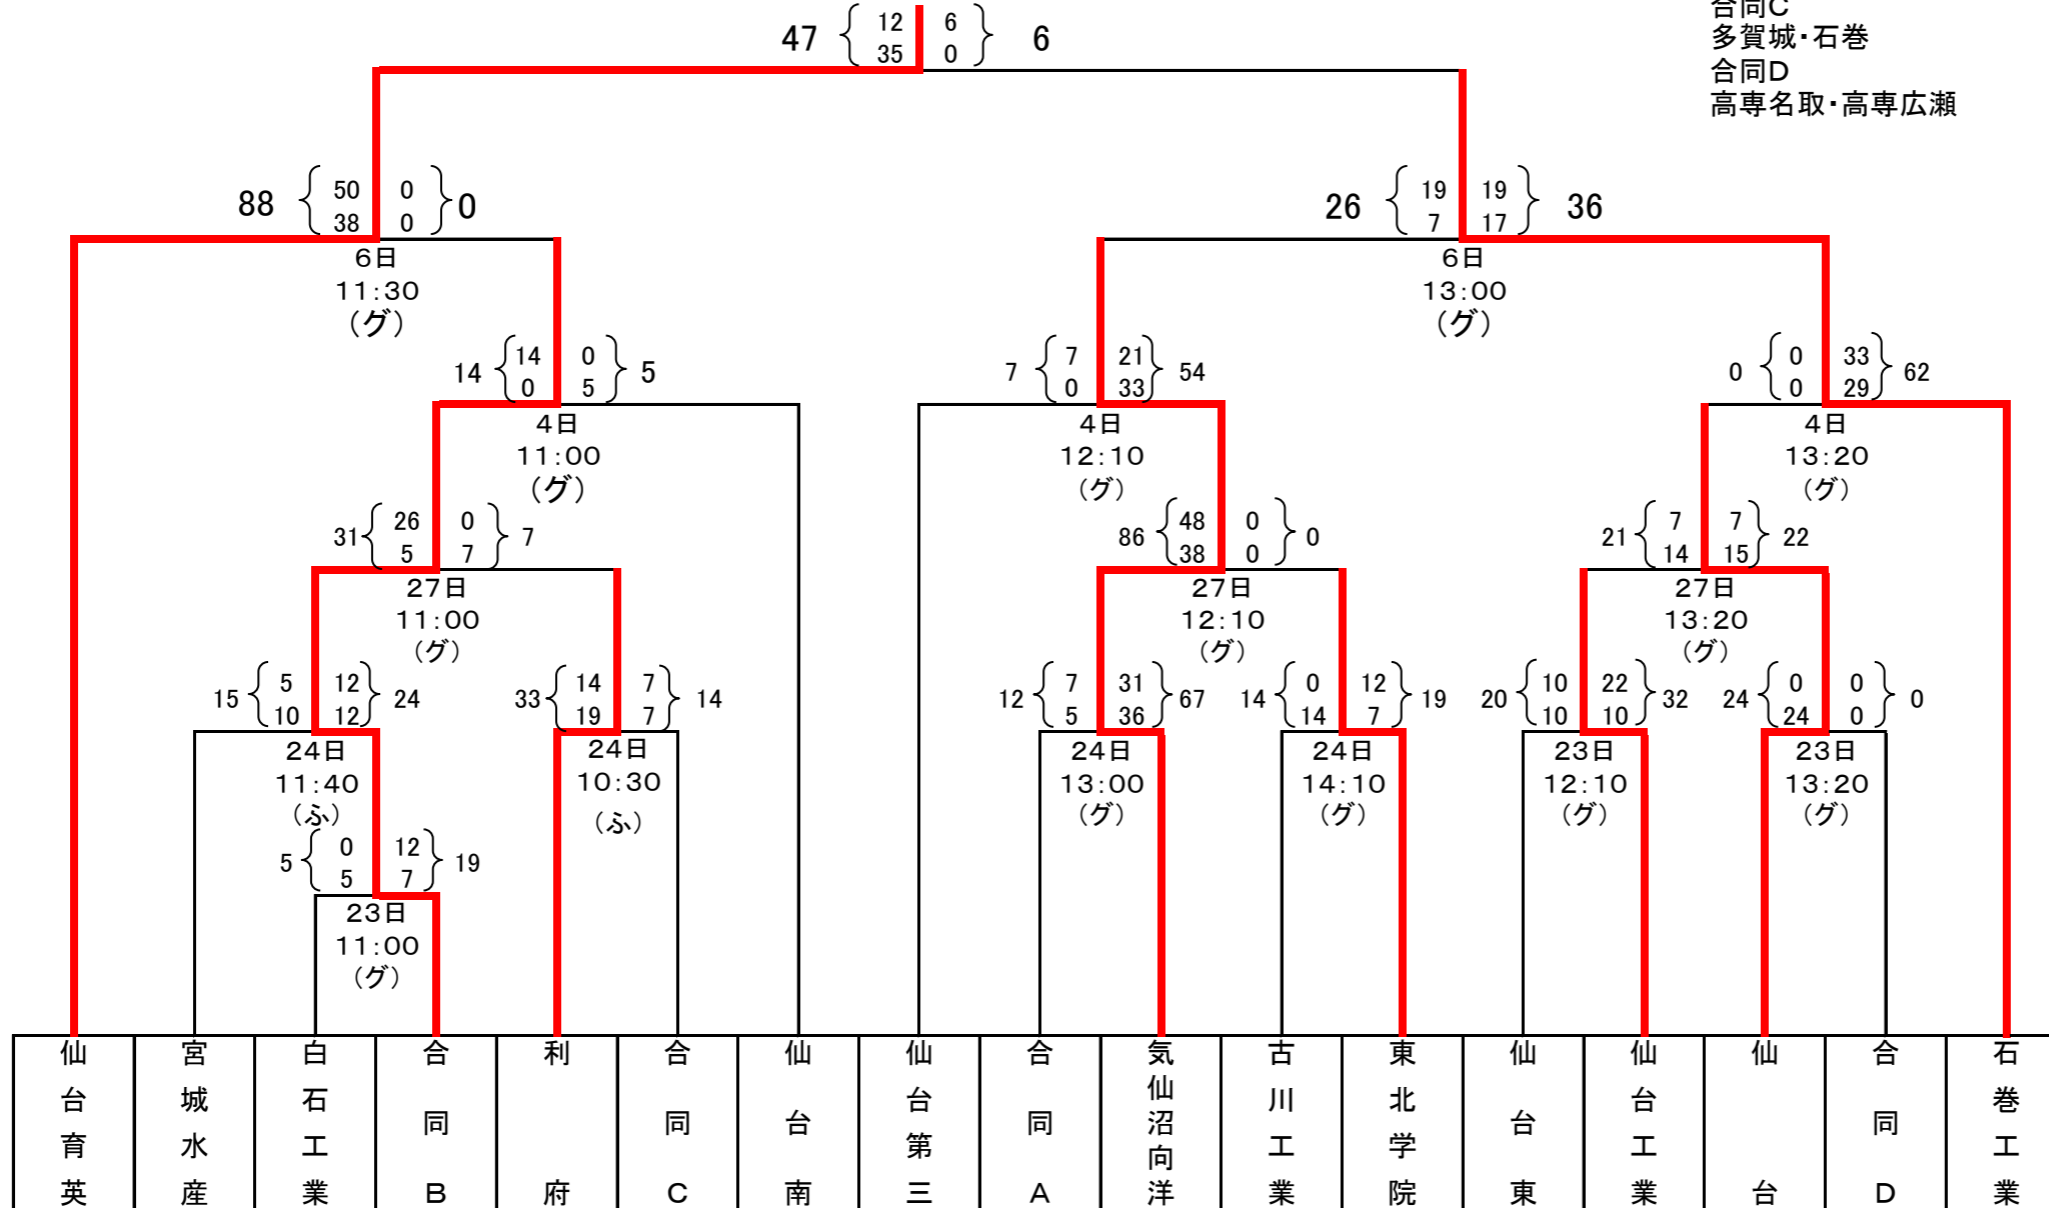 合同C
多賀城・石巻
合同D
高専名取・高専広瀬
47 12 6 6
35 0
88 50 0 0
38 0
26 19 19 36
7 17
6日
11:30
(グ)
6日
13:00
(グ)
14 14 0 5
0 5
7 7 21 54
0 33
0 0 33 62
0 29
4日
11:00
(グ)
4日
12:10
(グ)
4日
13:20
(グ)
31 26 0 7
5 7
86 48 0 0
38 0
21 7 7 22
14 15
27日
11:00
(グ)
27日
12:10
(グ)
27日
13:20
(グ)
15 5 12 24
10 12
33 14 7 14
19 7
12 7 31 67
5 36
14 0 12 19
14 7
20 10 22 32
10 10
24 0 0 0
24 0
24日
11:40
(ふ)
24日
10:30
(ふ)
24日
13:00
(グ)
24日
14:10
(グ)
23日
12:10
(グ)
23日
13:20
(グ)
5 0 12 19
5 7
23日
11:00
(グ)
仙台育英
宮城水産
白石工業
合同B
利府
合同C
仙台南
仙台第三
合同A
気仙沼向洋
古川工業
東北学院
仙台東
仙台工業
仙台
合同D
石巻工業